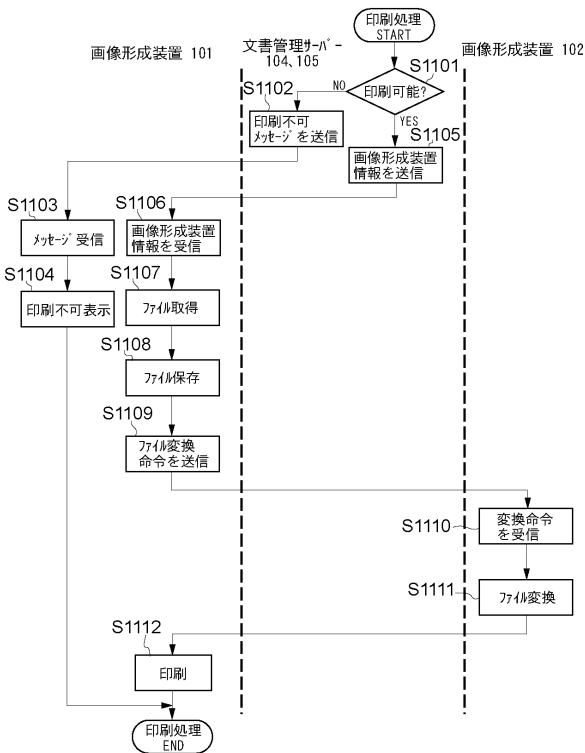 印刷処理
START
画像形成装置 101
文書管理サーバー
104、105
画像形成装置 102
S1101
印刷可能?
NO
YES
S1102
印刷不可
メッセージを送信
S1105
画像形成装置
情報を送信
S1103
メッセージ受信
S1104
印刷不可表示
S1106
画像形成装置
情報を受信
S1107
ファイル取得
S1108
ファイル保存
S1109
ファイル変換
命令を送信
S1110
変換命令
を受信
S1111
ファイル変換
S1112
印刷
印刷処理
END